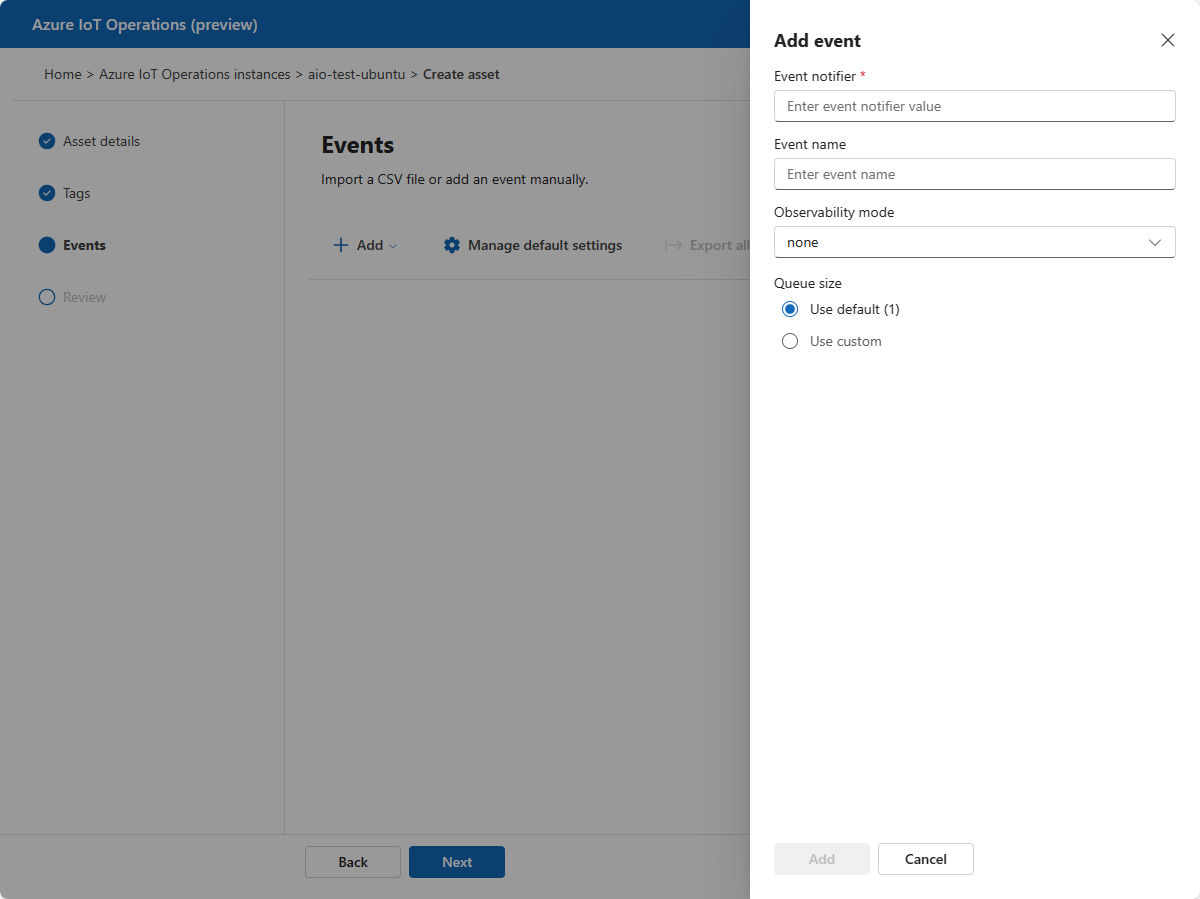 Azure IoT Operations (preview)
Home > Azure IoT Operations instances > aio-test-ubuntu > Create asset
Asset details
Tags
Events
Review
Events
Import a CSV file or add an event manually.
Add
Manage default settings
Export all
Back
Next
Add event
Event notifier *
Enter event notifier value
Event name
Enter event name
Observability mode
none
Queue size
Use default (1)
Use custom
Add
Cancel